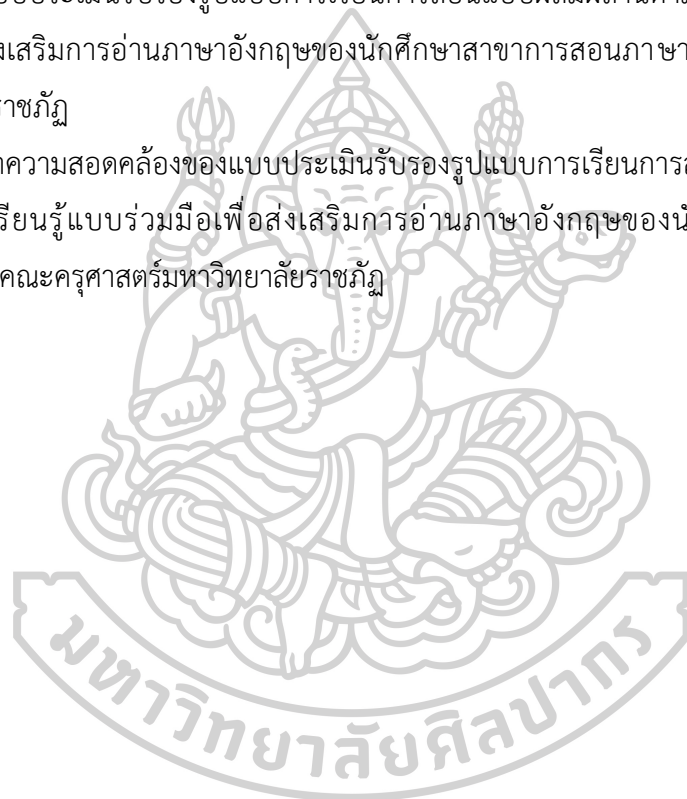 งเสริมการอ่านภาษาอังกฤษของนักศึกษาสาขาการสอนภาษา
ราชภัฏ
ความสอดคล้องของแบบประเมินรับรองรูปแบบการเรียนการส
รียนรู้แบบร่วมมือเพื่อส่งเสริมการอ่านภาษาอังกฤษของนั
คณะครุศาสตร์มหาวิทยาลัยราชภัฏ
มหาวิทยาลัยศิลปากร